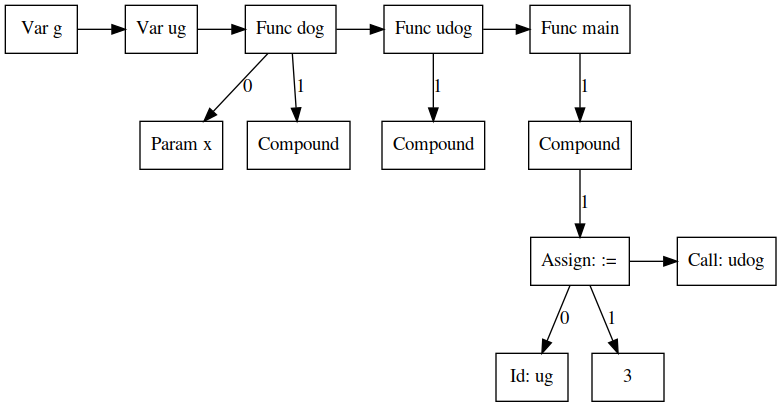 Var g
Var ug
Func dog
Func udog
Func main
0
1
1
1
Param x
Compound
Compound
Compound
1
Assign: :=
Call: udog
0
1
Id: ug
3